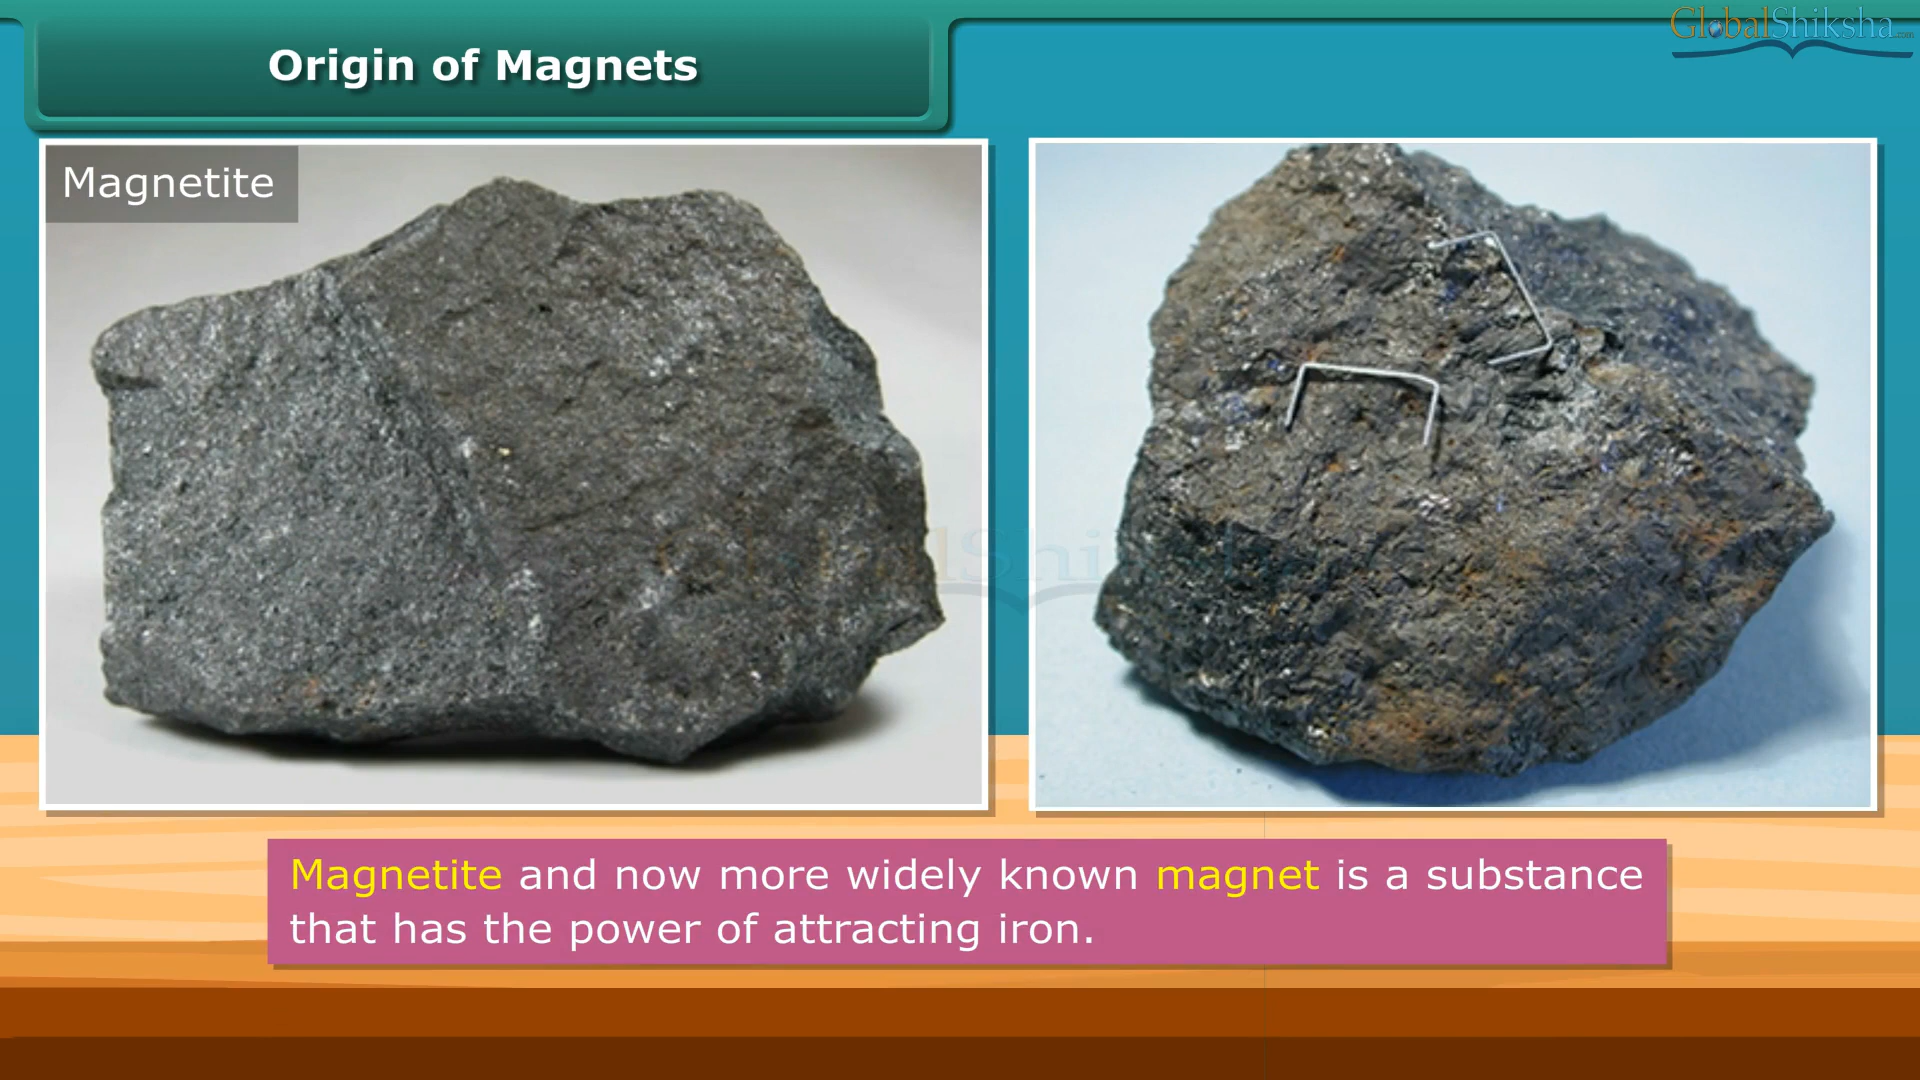 Origin of Magnets
GlobalShiksha.com
Magnetite
Magnetite and now more widely known magnet is a substance
that has the power of attracting iron.